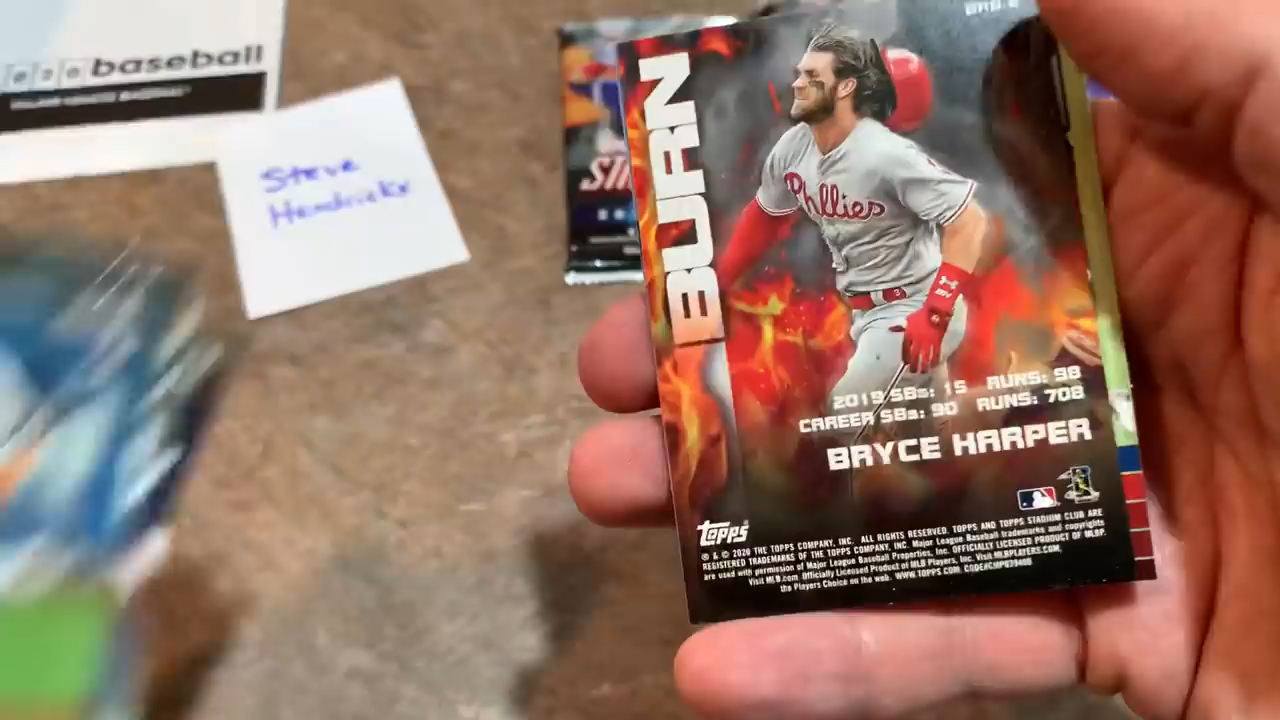 baseball
Steve
Hendricks
BURN
Phillies
2019 SBs: 15 RUNS: 98
CAREER SBs: 90 RUNS: 708
BRYCE HARPER
TOPPS
® & © 2020 THE TOPPS COMPANY, INC. ALL RIGHTS RESERVED. TOPPS AND TOPPS STADIUM CLUB ARE
REGISTERED TRADEMARKS OF THE TOPPS COMPANY, INC. Major League Baseball trademarks and copyrights
are used with permission of Major League Baseball Properties, Inc. OFFICIALLY LICENSED PRODUCT OF MLBP.
Visit MLB.com Officially Licensed Product of MLB Players, Inc. Visit MLBPLAYERS.COM,
the Players Choice on the web. WWW.TOPPS.COM